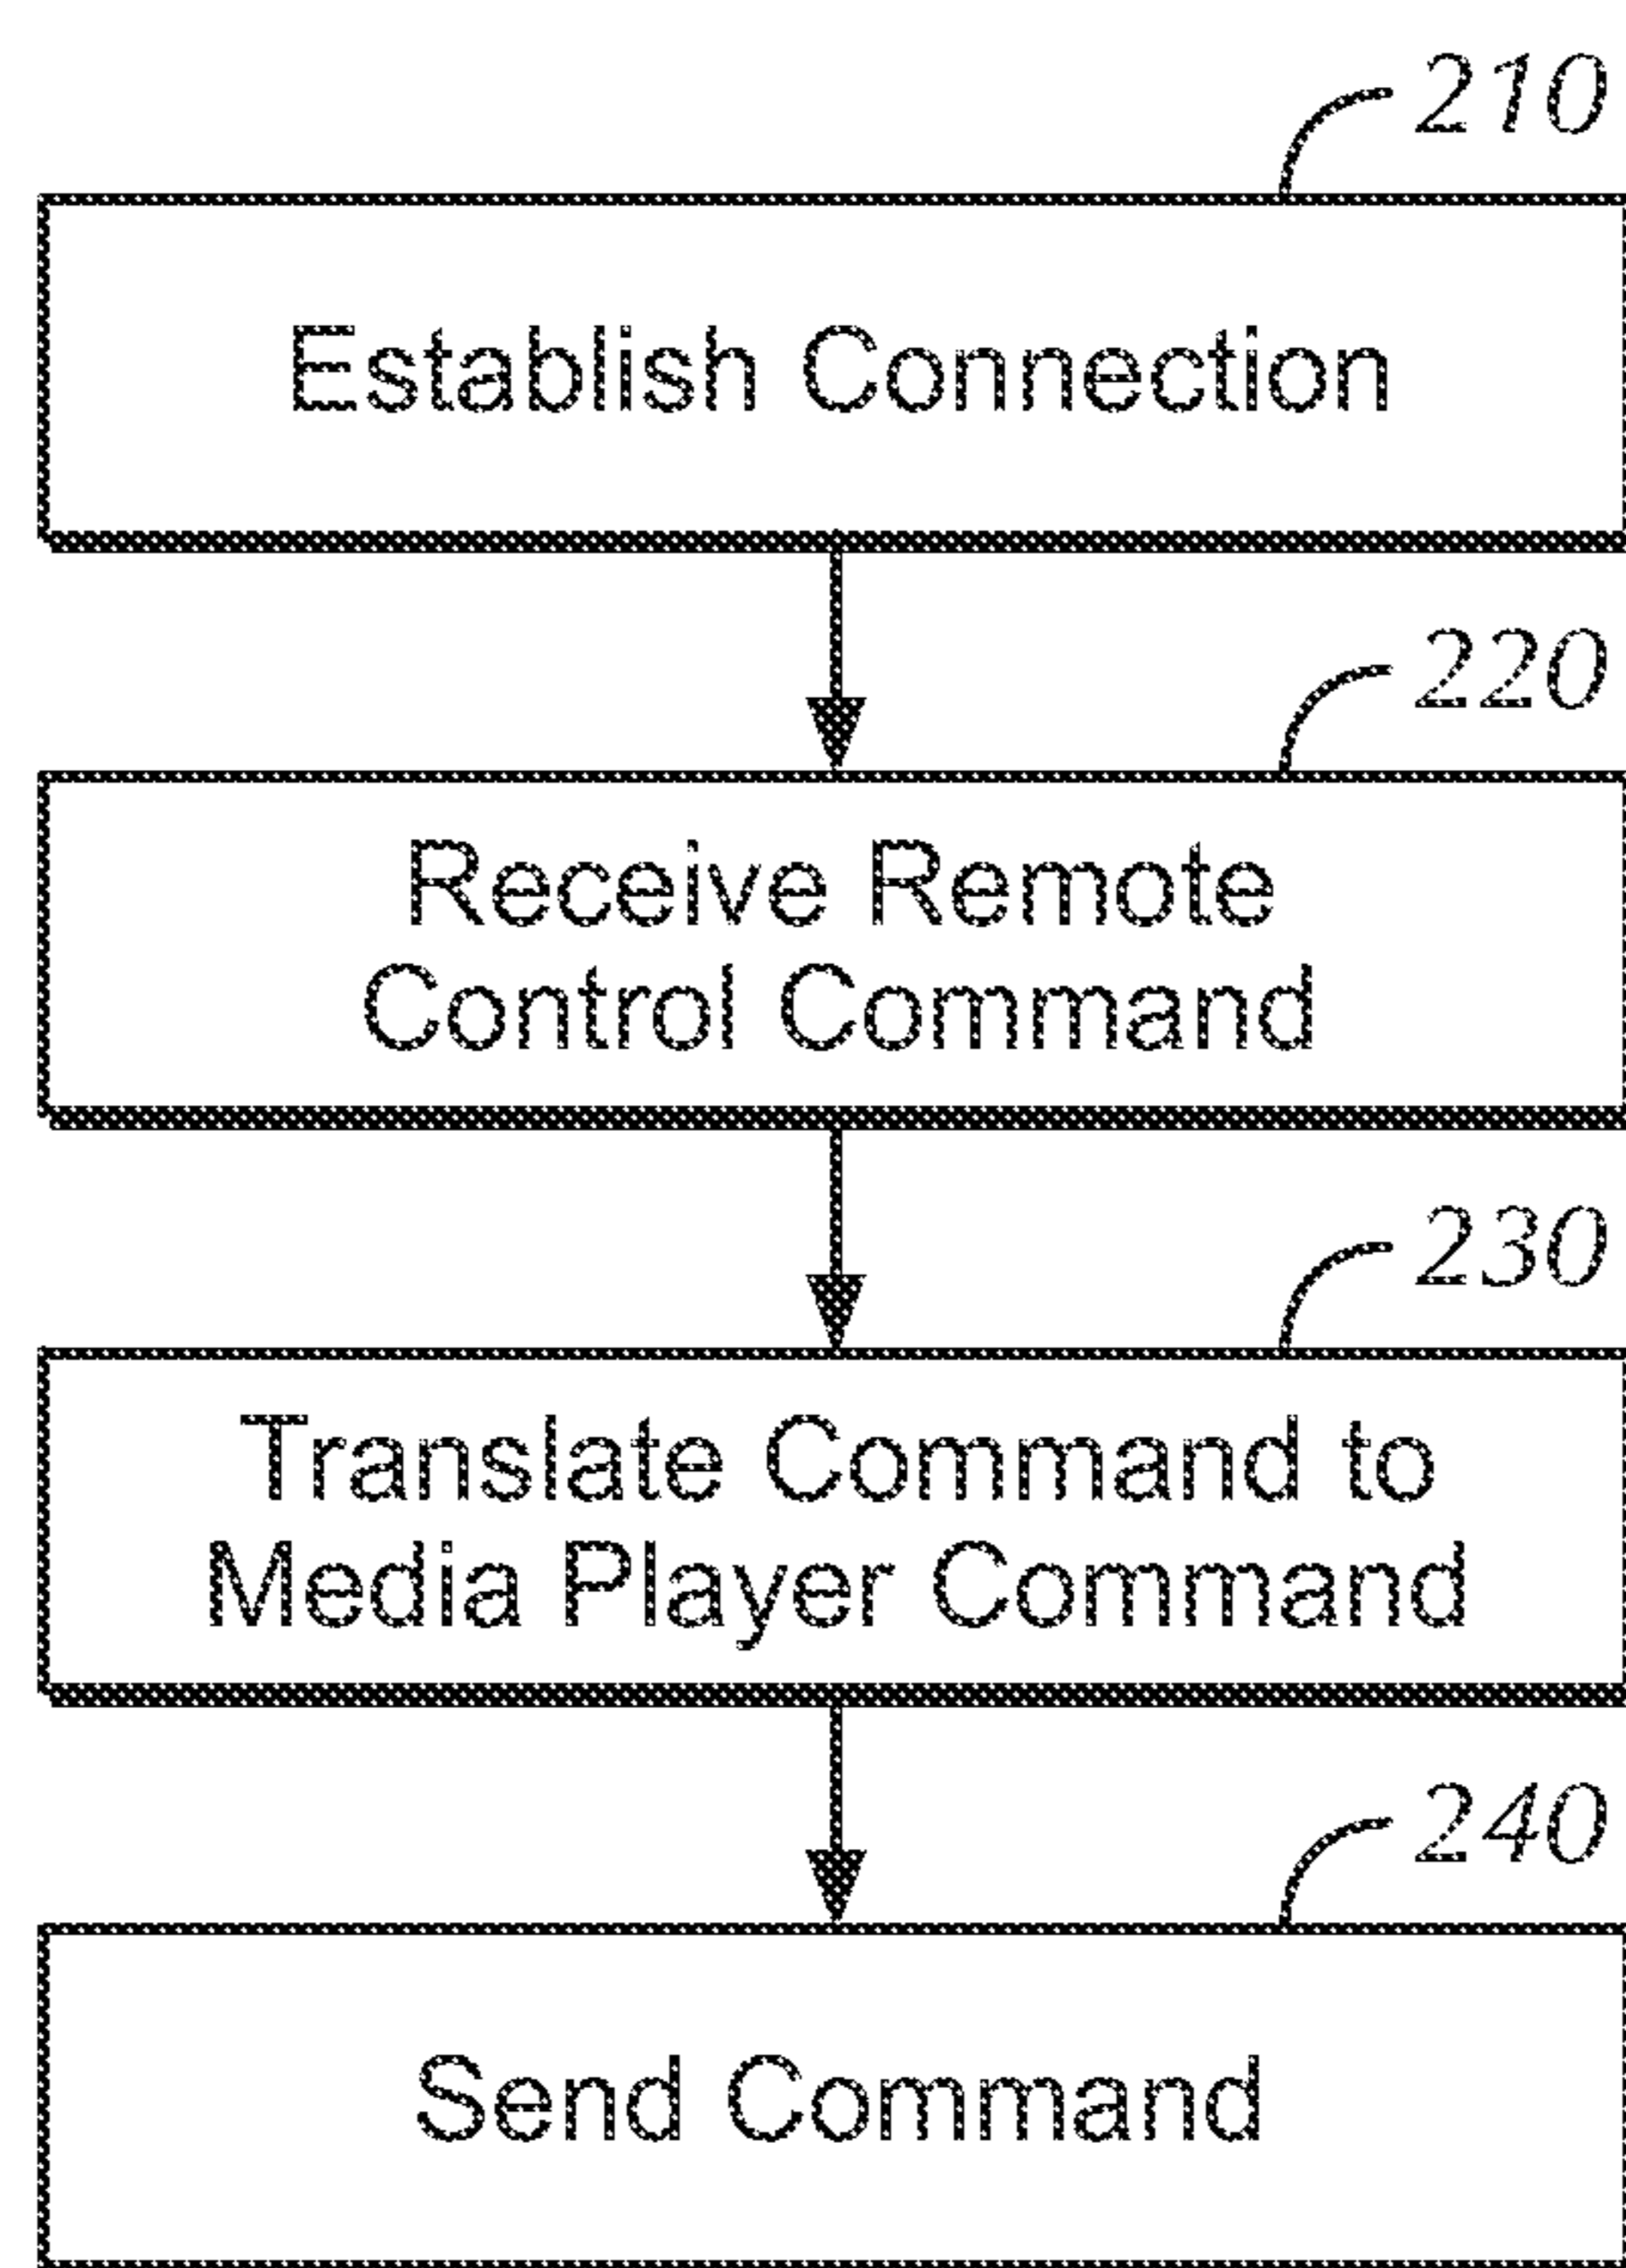 210
Establish Connection
220
Receive Remote
Control Command
230
Translate Command to
Media Player Command
240
Send Command